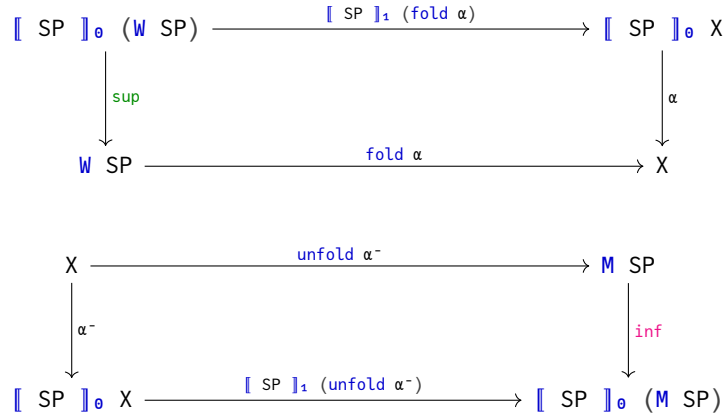 ⟦ SP ⟧₁ (fold α)
⟦ SP ⟧₀ (W SP) ⟦ SP ⟧₀ X
sup α
fold α
W SP X
unfold α⁻
X M SP
α⁻ inf
⟦ SP ⟧₁ (unfold α⁻)
⟦ SP ⟧₀ X ⟦ SP ⟧₀ (M SP)